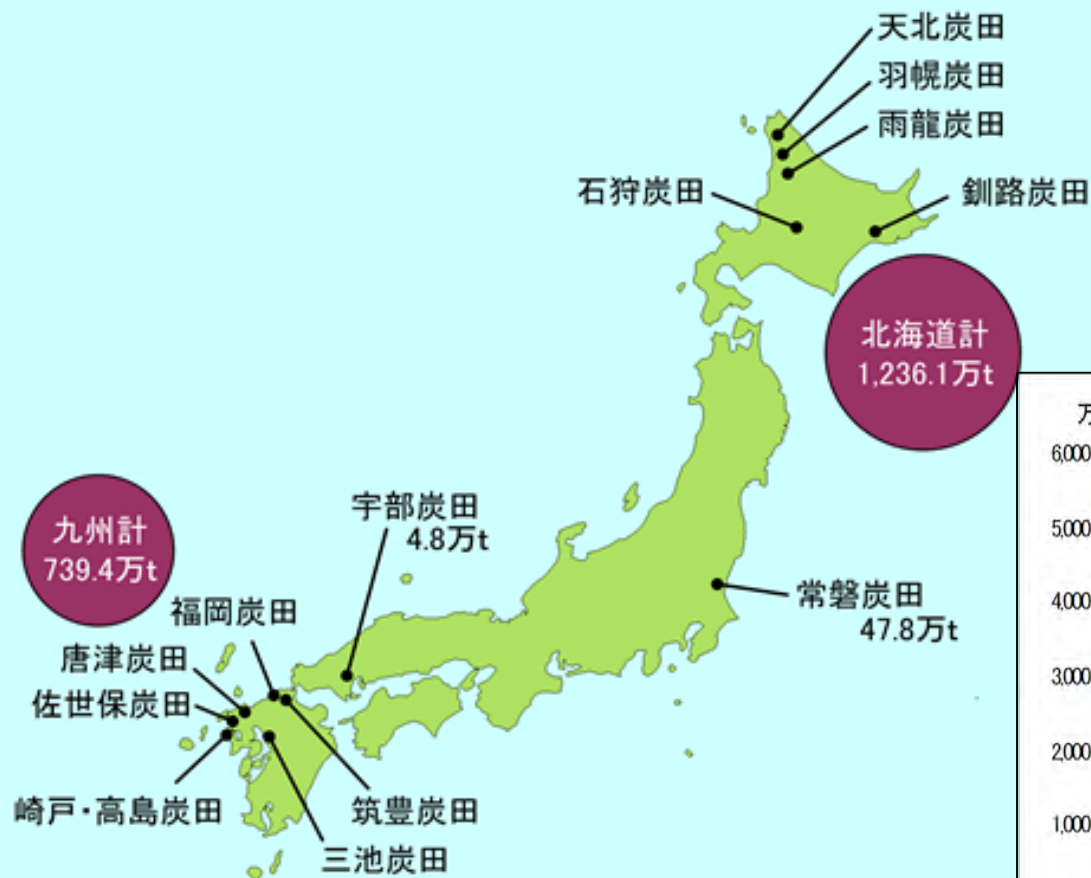 天北炭田
羽幌炭田
雨龍炭田
石狩炭田
釧路炭田
北海道計
1,236.1万t
九州計
739.4万t
宇部炭田
4.8万t
常磐炭田
47.8万t
福岡炭田
唐津炭田
佐世保炭田
崎戸・高島炭田
筑豊炭田
三池炭田
6,000
5,000
4,000
3,000
2,000
1,000